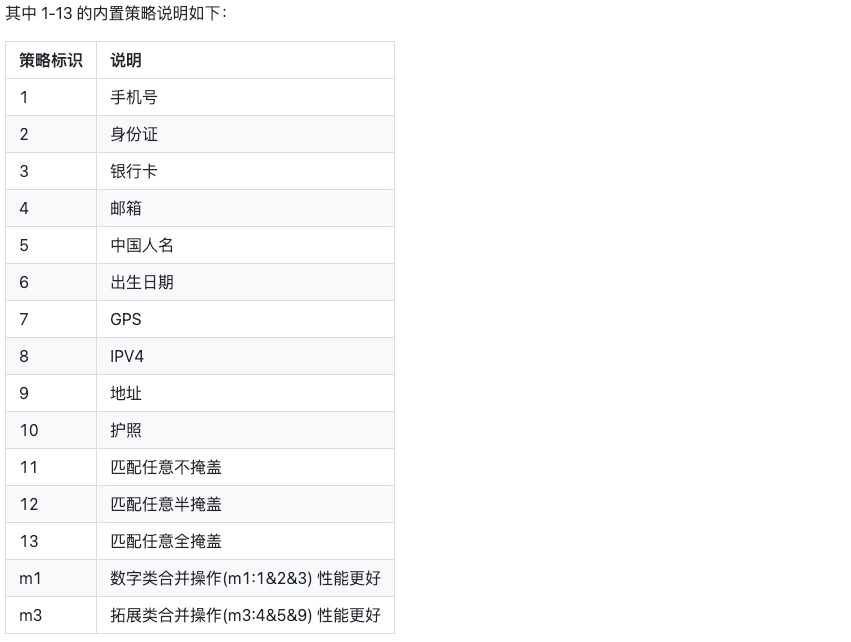 其中 1-13 的内置策略说明如下：
策略标识 说明
1 手机号
2 身份证
3 银行卡
4 邮箱
5 中国人名
6 出生日期
7 GPS
8 IPV4
9 地址
10 护照
11 匹配任意不掩盖
12 匹配任意半掩盖
13 匹配任意全掩盖
m1 数字类合并操作(m1:1&2&3) 性能更好
m3 拓展类合并操作(m3:4&5&9) 性能更好